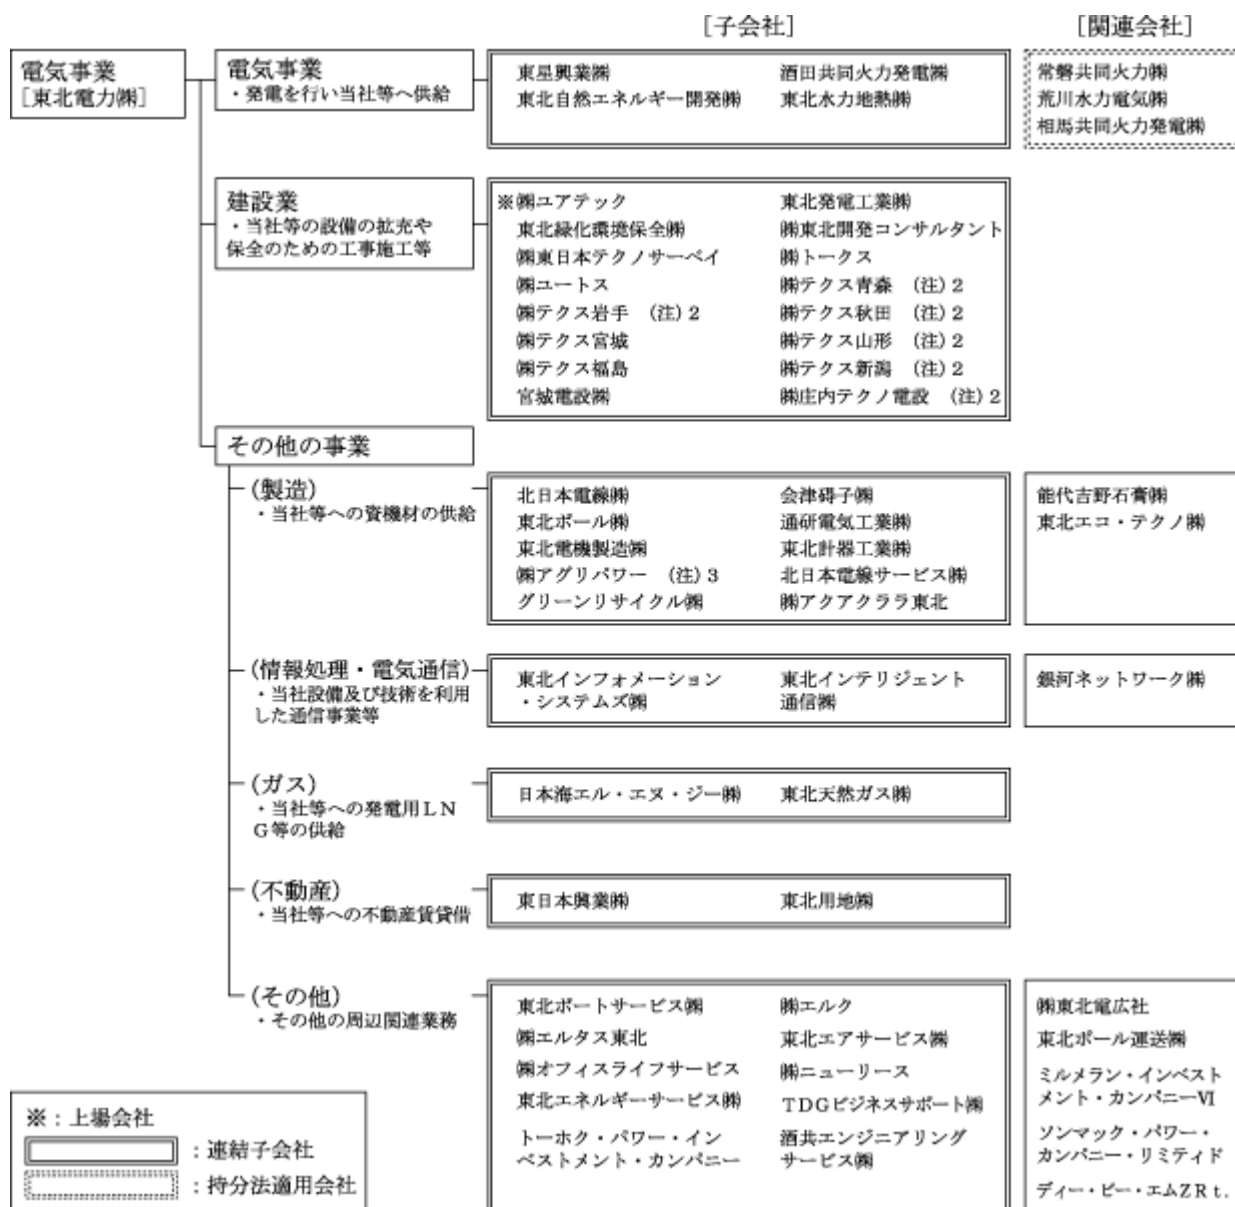 [子会社]
[関連会社]
電気事業
[東北電力㈱]
電気事業
・発電を行い当社等へ供給
東星興業㈱
酒田共同火力発電㈱
東北自然エネルギー開発㈱
東北水力地熱㈱
常磐共同火力㈱
荒川水力電気㈱
相馬共同火力発電㈱
建設業
・当社等の設備の拡充や
保全のための工事施工等
※㈱ユアテック
東北発電工業㈱
東北緑化環境保全㈱
㈱東北開発コンサルタント
㈱東日本テクノサーベイ
㈱トークス
㈱ユートス
㈱テクス青森 (注)2
㈱テクス岩手 (注)2
㈱テクス秋田 (注)2
㈱テクス宮城
㈱テクス山形 (注)2
㈱テクス福島
㈱テクス新潟 (注)2
宮城電設㈱
㈱庄内テクノ電設 (注)2
その他の事業
(製造)
・当社等への資機材の供給
北日本電線㈱
会津碍子㈱
東北ポール㈱
通研電気工業㈱
東北電機製造㈱
東北計器工業㈱
㈱アグリパワー (注)3
北日本電線サービス㈱
グリーンリサイクル㈱
㈱アクアクララ東北
能代吉野石膏㈱
東北エコ・テクノ㈱
(情報処理・電気通信)
・当社設備及び技術を利用
した通信事業等
東北インフォメーション
・システムズ㈱
東北インテリジェント
通信㈱
銀河ネットワーク㈱
(ガス)
・当社等への発電用LN
G等の供給
日本海エル・エヌ・ジー㈱
東北天然ガス㈱
(不動産)
・当社等への不動産賃貸借
東日本興業㈱
東北用地㈱
(その他)
・その他の周辺関連業務
東北ポートサービス㈱
㈱エルク
㈱エルタス東北
東北エアサービス㈱
㈱オフィスライフサービス
㈱ニューリース
東北エネルギーサービス㈱
TDGビジネスサポート㈱
トーホク・パワー・イン
ベストメント・カンパニー
酒共エンジニアリング
サービス㈱
㈱東北電広社
東北ポール運送㈱
ミルメラン・インベスト
メント・カンパニーⅥ
ソンマック・パワー・
カンパニー・リミティド
ディー・ビー・エムZRt.
※:上場会社
:連結子会社
:持分法適用会社